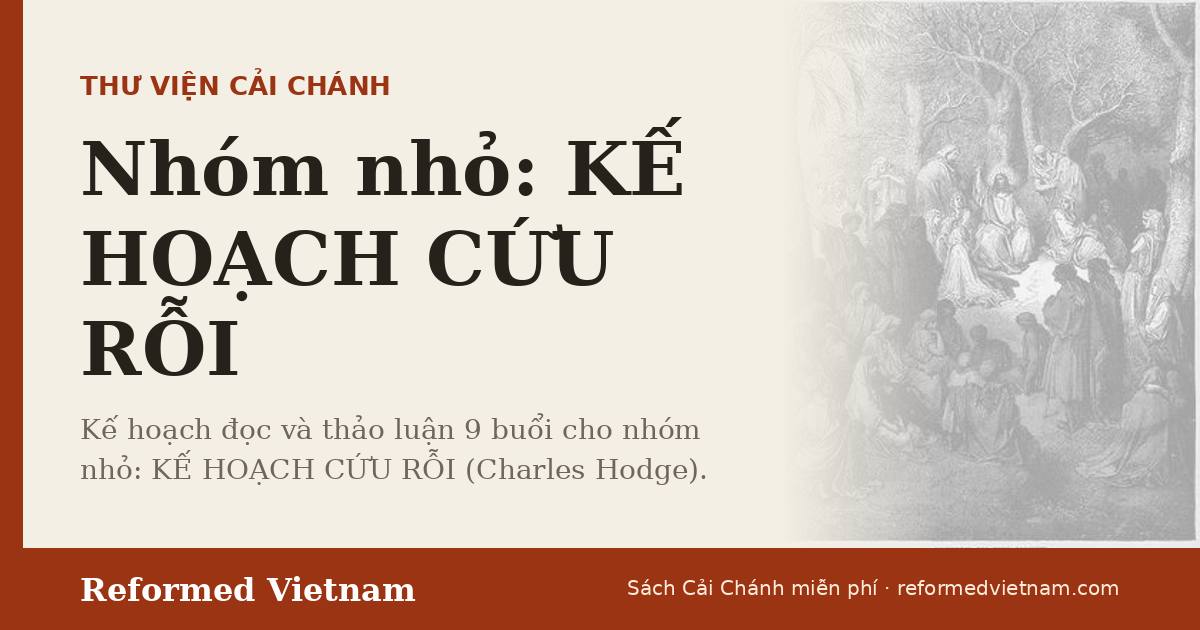 THƯ VIỆN CẢI CHÁNH
Nhóm nhỏ: KẾ
HOẠCH CỨU
RỖI
Kế hoạch đọc và thảo luận 9 buổi cho nhóm
nhỏ: KẾ HOẠCH CỨU RỖI (Charles Hodge).
Reformed Vietnam
Sách Cải Chánh miễn phí · reformedvietnam.com